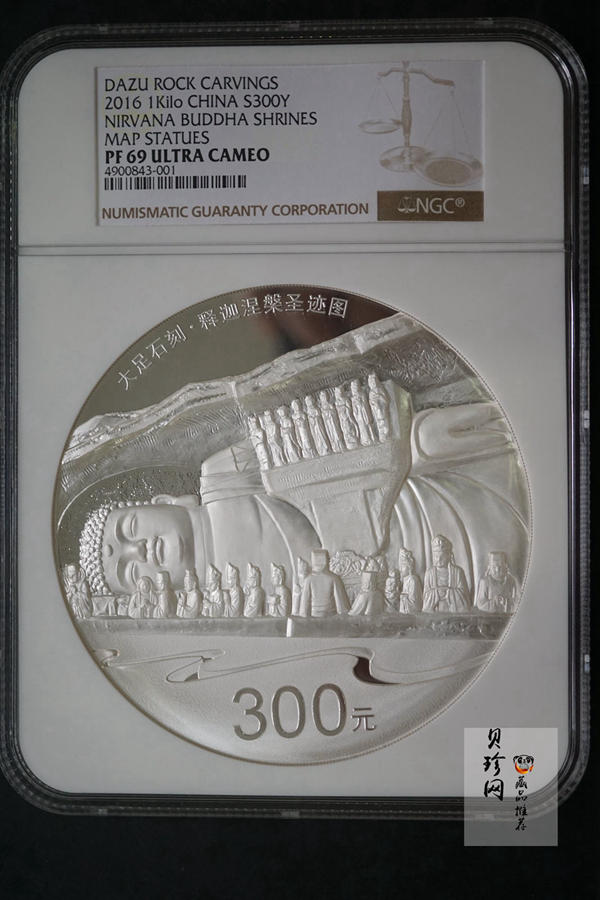 DAZU ROCK CARVINGS
2016 1Kilo CHINA S300Y
NIRVANA BUDDHA SHRINES
MAP STATUES
PF 69 ULTRA CAMEO
4900843-001
NUMISMATIC GUARANTY CORPORATION
NGC®
大足石刻·释迦涅槃圣迹图
300元
贝珍网
藏品推荐